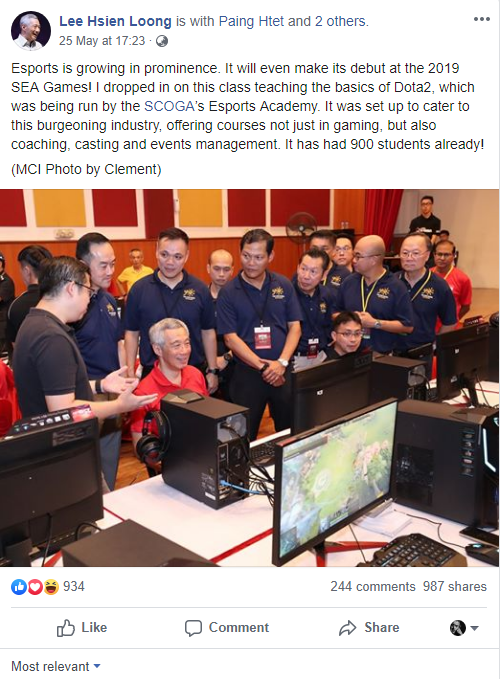 Lee Hsien Loong is with Paing Htet and 2 others.
25 May at 17:23 ·
Esports is growing in prominence. It will even make its debut at the 2019
SEA Games! I dropped in on this class teaching the basics of Dota2, which
was being run by the SCOGA's Esports Academy. It was set up to cater to
this burgeoning industry, offering courses not just in gaming, but also
coaching, casting and events management. It has had 900 students already!
(MCI Photo by Clement)
934
244 comments 987 shares
Like
Comment
Share
Most relevant